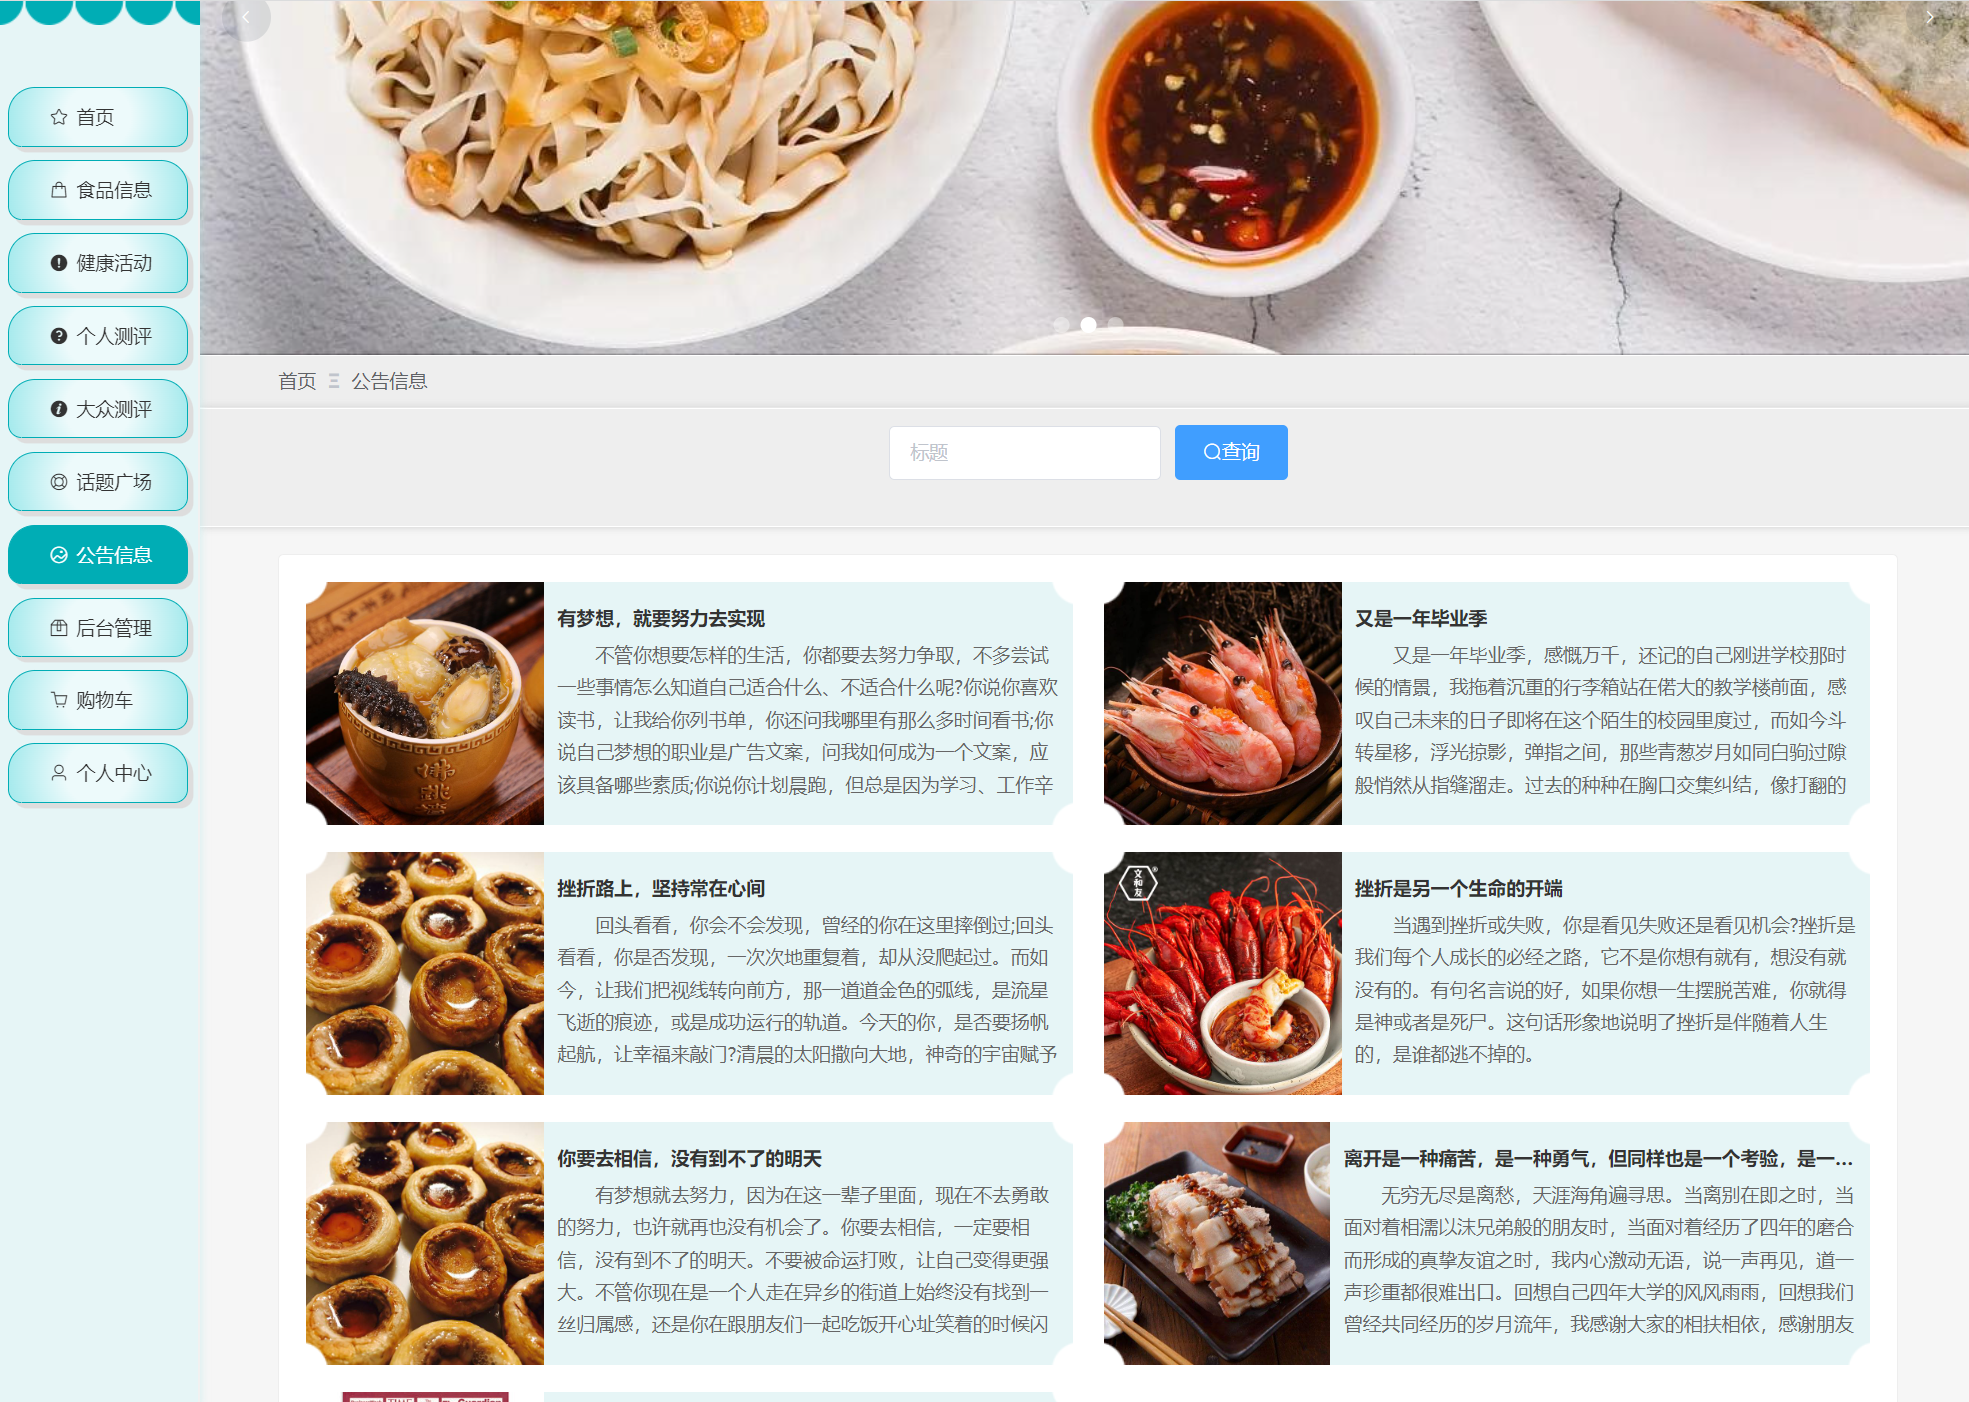 首页
食品信息
健康活动
个人测评
大众测评
话题广场
公告信息
后台管理
购物车
个人中心
首页 公告信息
标题
查询
有梦想，就要努力去实现
不管你想要怎样的生活，你都要去努力争取，不多尝试
一些事情怎么知道自己适合什么、不适合什么呢?你说你喜欢
读书，让我给你列书单，你还问我哪里有那么多时间看书;你
说自己梦想的职业是广告文案，问我如何成为一个文案，应
该具备哪些素质;你说你计划晨跑，但总是因为学习、工作辛
又是一年毕业季
又是一年毕业季，感慨万千，还记的自己刚进学校那时
候的情景，我拖着沉重的行李箱站在偌大的教学楼前面，感
叹自己未来的日子即将在这个陌生的校园里度过，而如今斗
转星移，浮光掠影，弹指之间，那些青葱岁月如同白驹过隙
般悄然从指缝溜走。过去的种种在胸口交集纠结，像打翻的
挫折路上，坚持常在心间
回头看看，你会不会发现，曾经的你在这里摔倒过;回头
看看，你是否发现，一次次地重复着，却从没爬起过。而如
今，让我们把视线转向前方，那一道道金色的弧线，是流星
飞逝的痕迹，或是成功运行的轨道。今天的你，是否要扬帆
起航，让幸福来敲门?清晨的太阳撒向大地，神奇的宇宙赋予
文和友
挫折是另一个生命的开端
当遇到挫折或失败，你是看见失败还是看见机会?挫折是
我们每个人成长的必经之路，它不是你想有就有，想没有就
没有的。有句名言说的好，如果你想一生摆脱苦难，你就得
是神或者是死尸。这句话形象地说明了挫折是伴随着人生
的，是谁都逃不掉的。
你要去相信，没有到不了的明天
有梦想就去努力，因为在这一辈子里面，现在不去勇敢
的努力，也许就再也没有机会了。你要去相信，一定要相
信，没有到不了的明天。不要被命运打败，让自己变得更强
大。不管你现在是一个人走在异乡的街道上始终没有找到一
丝归属感，还是你在跟朋友们一起吃饭开心址笑着的时候闪
离开是一种痛苦，是一种勇气，但同样也是一个考验，是一...
无穷无尽是离愁，天涯海角遍寻思。当离别在即之时，当
面对着相濡以沫兄弟般的朋友时，当面对着经历了四年的磨合
而形成的真挚友谊之时，我内心激动无语，说一声再见，道一
声珍重都很难出口。回想自己四年大学的风风雨雨，回想我们
曾经共同经历的岁月流年，我感谢大家的相扶相依，感谢朋友